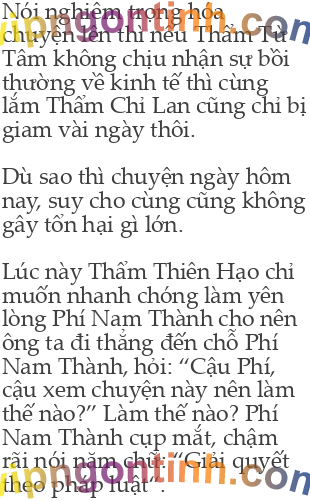 Nói nghiêm trọng hóa
chuyện lên thì nếu Thẩm Tử
Tâm không chịu nhận sự bồi
thường về kinh tế thì cùng
lắm Thẩm Chỉ Lan cũng chỉ bị
giam vài ngày thôi.
Dù sao thì chuyện ngày hôm
nay, suy cho cùng cũng không
gây tổn hại gì lớn.
Lúc này Thẩm Thiên Hạo chỉ
muốn nhanh chóng làm yên
lòng Phí Nam Thành cho nên
ông ta đi thẳng đến chỗ Phí
Nam Thành, hỏi: “Cậu Phí,
cậu xem chuyện này nên làm
thế nào?” Làm thế nào? Phí
Nam Thành cụp mắt, chậm
rãi nói năm chữ: “Giải quyết
theo pháp luật”.